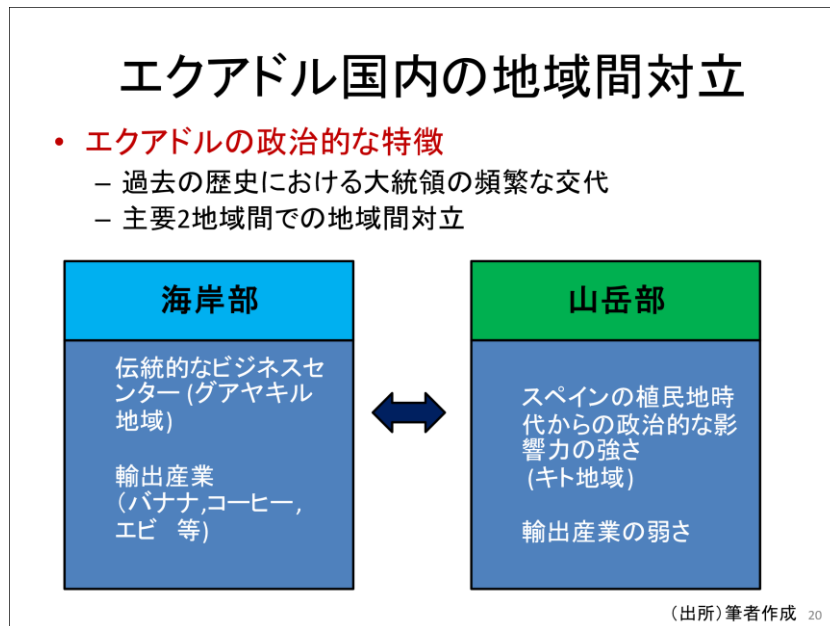 エクアドル国内の地域間対立
• エクアドルの政治的な特徴
– 過去の歴史における大統領の頻繁な交代
– 主要2地域間での地域間対立
海岸部
伝統的なビジネスセ
ンター (グアヤキル
地域)
輸出産業
(バナナ,コーヒー,
エビ 等)
山岳部
スペインの植民地時
代からの政治的な影
響力の強さ
(キト地域)
輸出産業の弱さ
(出所)筆者作成 20